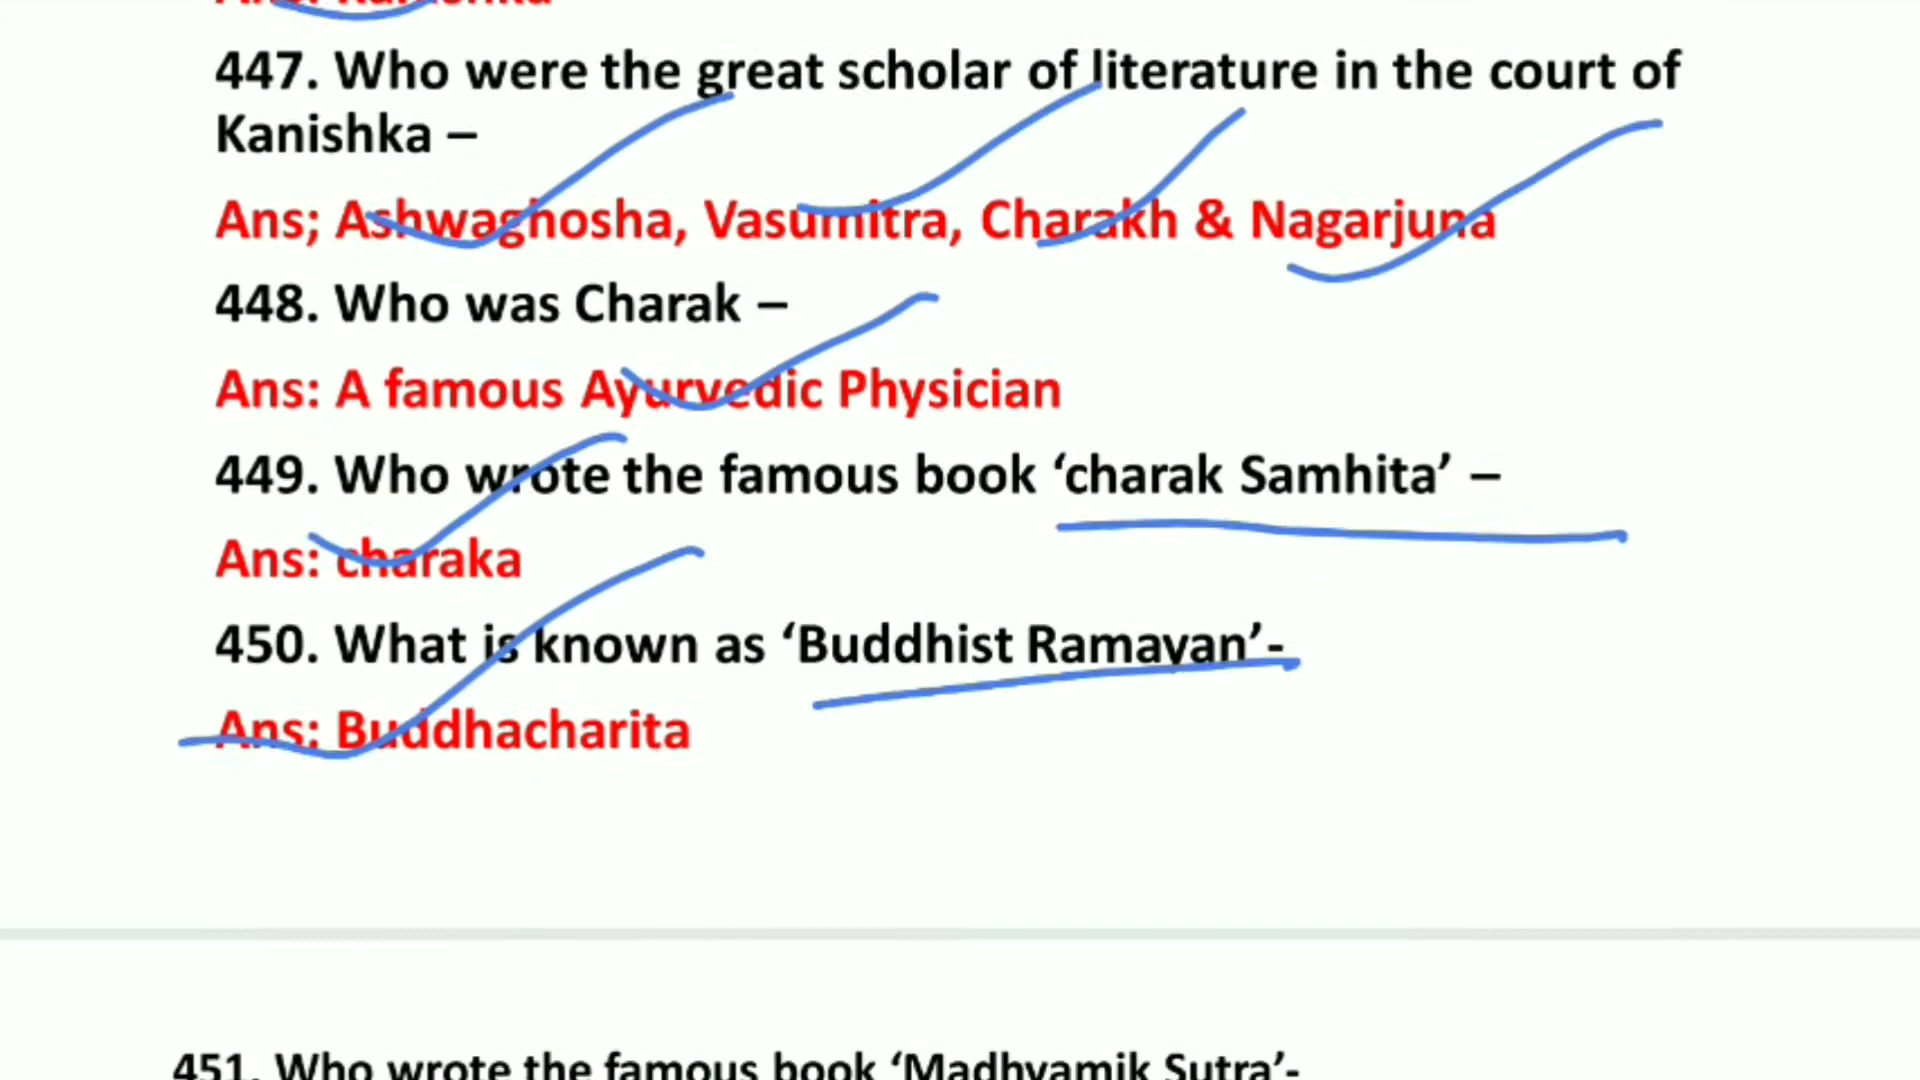 Ans: Kanishka
447. Who were the great scholar of literature in the court of
Kanishka –
Ans; Ashwaghosha, Vasumitra, Charakh & Nagarjuna
448. Who was Charak –
Ans: A famous Ayurvedic Physician
449. Who wrote the famous book ‘charak Samhita’ –
Ans: charaka
450. What is known as ‘Buddhist Ramayan’-
Ans: Buddhacharita
451. Who wrote the famous book ‘Madhyamik Sutra’-